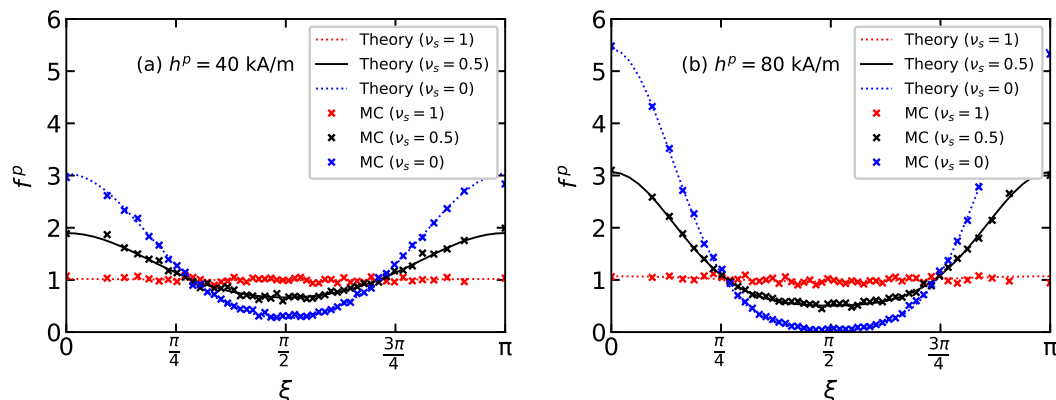 6
5
4
3
2
1
0
f^p
(a) h^p = 40 kA/m
Theory (ν_s = 1)
Theory (ν_s = 0.5)
Theory (ν_s = 0)
MC (ν_s = 1)
MC (ν_s = 0.5)
MC (ν_s = 0)
0
π/4
π/2
3π/4
π
ξ
6
5
4
3
2
1
0
f^p
(b) h^p = 80 kA/m
Theory (ν_s = 1)
Theory (ν_s = 0.5)
Theory (ν_s = 0)
MC (ν_s = 1)
MC (ν_s = 0.5)
MC (ν_s = 0)
0
π/4
π/2
3π/4
π
ξ